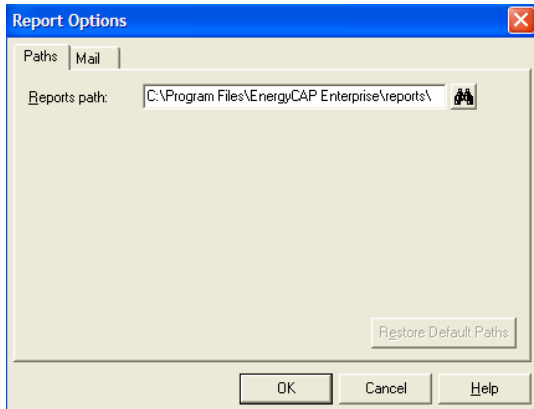 Report Options
Paths Mail
Reports path: C:\Program Files\EnergyCAP Enterprise\reports\
Restore Default Paths
OK Cancel Help